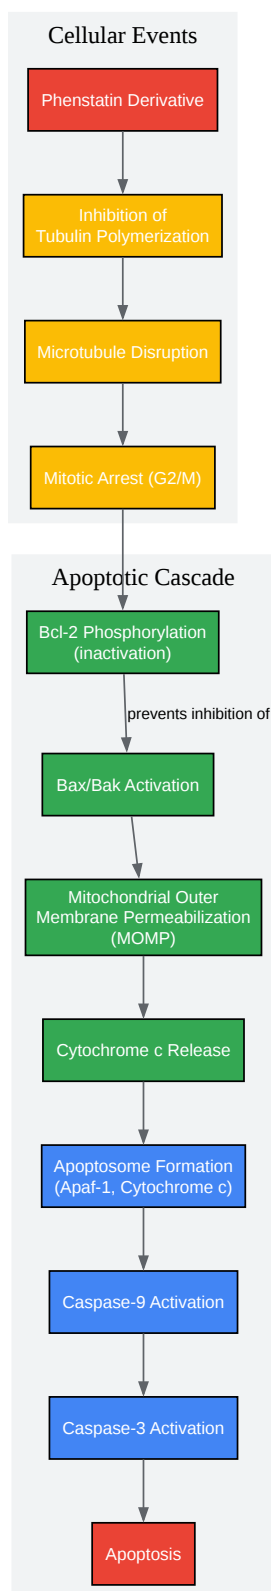 Cellular Events
Phenstatin Derivative
Inhibition of
Tubulin Polymerization
Microtubule Disruption
Mitotic Arrest (G2/M)
Apoptotic Cascade
Bcl-2 Phosphorylation
(inactivation)
prevents inhibition of
Bax/Bak Activation
Mitochondrial Outer
Membrane Permeabilization
(MOMP)
Cytochrome c Release
Apoptosome Formation
(Apaf-1, Cytochrome c)
Caspase-9 Activation
Caspase-3 Activation
Apoptosis